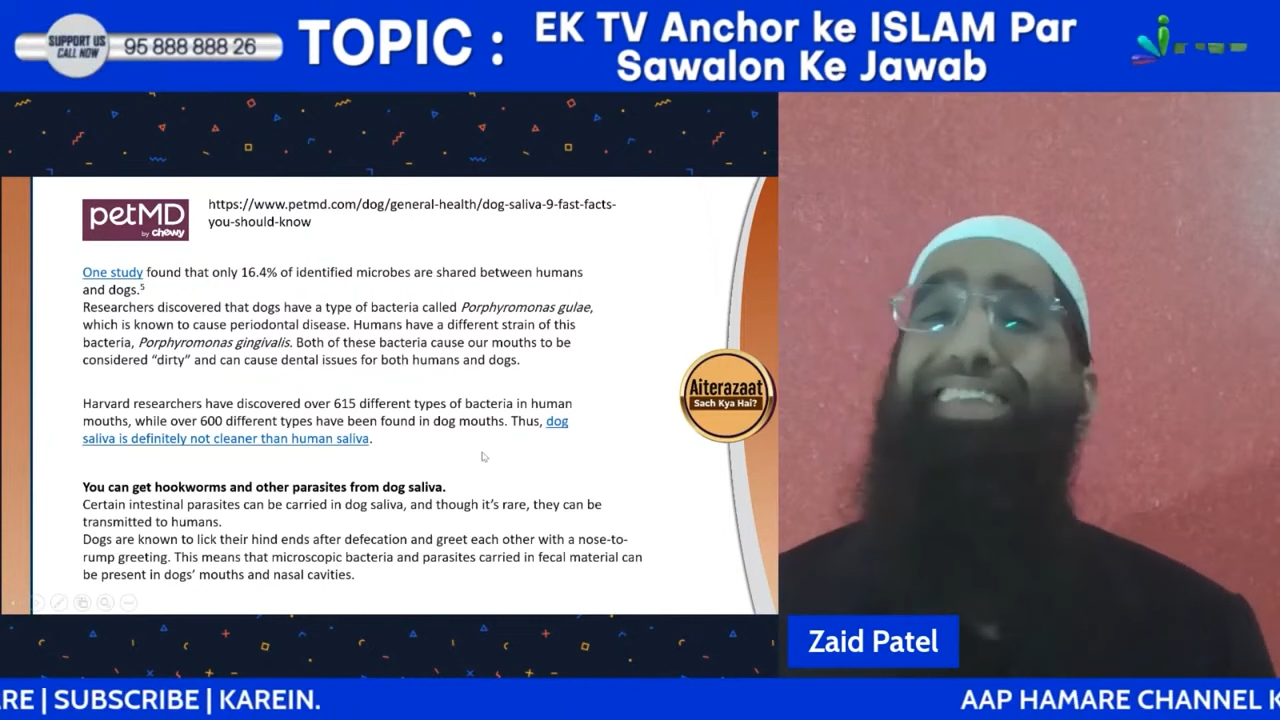 SUPPORT US
CALL NOW
95 888 888 26
TOPIC :
EK TV Anchor ke ISLAM Par
Sawalon Ke Jawab
petMD
by chewy
https://www.petmd.com/dog/general-health/dog-saliva-9-fast-facts-
you-should-know
One study found that only 16.4% of identified microbes are shared between humans
and dogs.⁵
Researchers discovered that dogs have a type of bacteria called Porphyromonas gulae,
which is known to cause periodontal disease. Humans have a different strain of this
bacteria, Porphyromonas gingivalis. Both of these bacteria cause our mouths to be
considered “dirty” and can cause dental issues for both humans and dogs.
Harvard researchers have discovered over 615 different types of bacteria in human
mouths, while over 600 different types have been found in dog mouths. Thus, dog
saliva is definitely not cleaner than human saliva.
You can get hookworms and other parasites from dog saliva.
Certain intestinal parasites can be carried in dog saliva, and though it’s rare, they can be
transmitted to humans.
Dogs are known to lick their hind ends after defecation and greet each other with a nose-to-
rump greeting. This means that microscopic bacteria and parasites carried in fecal material can
be present in dogs’ mouths and nasal cavities.
Aiterazaat
Sach Kya Hai?
Zaid Patel
RE | SUBSCRIBE | KAREIN.
AAP HAMARE CHANNEL K